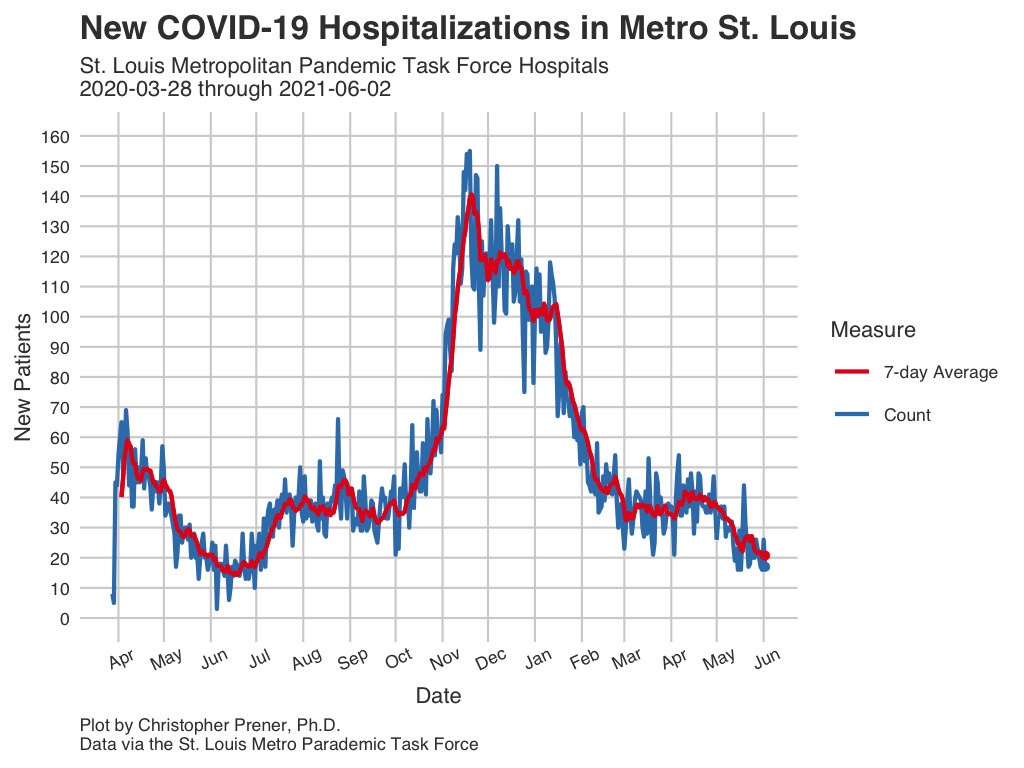 New COVID-19 Hospitalizations in Metro St. Louis
St. Louis Metropolitan Pandemic Task Force Hospitals
2020-03-28 through 2021-06-02
160
150
140
130
120
110
100
90
80
70
60
50
40
30
20
10
0
New Patients
Apr May Jun Jul Aug Sep Oct Nov Dec Jan Feb Mar Apr May Jun
Date
Measure
7-day Average
Count
Plot by Christopher Prener, Ph.D.
Data via the St. Louis Metro Parademic Task Force